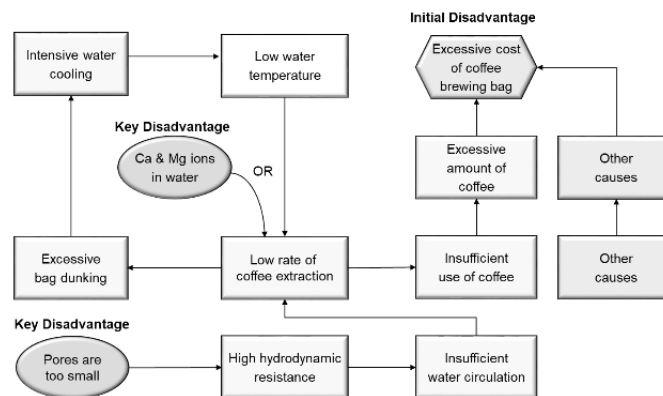 Initial Disadvantage
Intensive water
cooling
Low water
temperature
Excessive cost
of coffee
brewing bag
Key Disadvantage
Ca & Mg ions
in water
OR
Excessive
amount of
coffee
Other
causes
Excessive
bag dunking
Low rate of
coffee extraction
Insufficient
use of coffee
Other
causes
Key Disadvantage
Pores are
too small
High hydrodynamic
resistance
Insufficient
water circulation